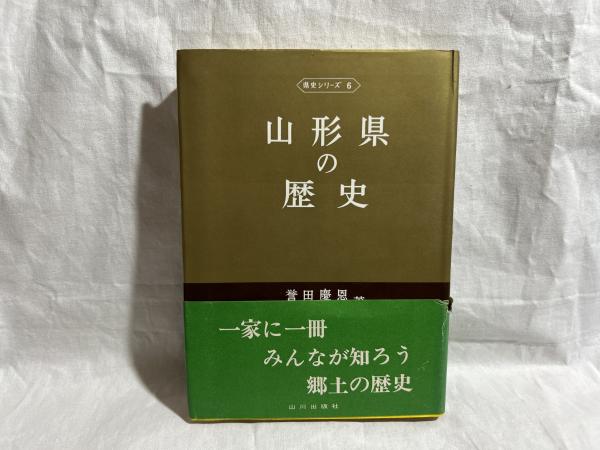 県史シリーズ 6
山形県
の
歴史
誉田慶恩
著
一家に一冊
みんなが知ろう
郷土の歴史
山川出版社